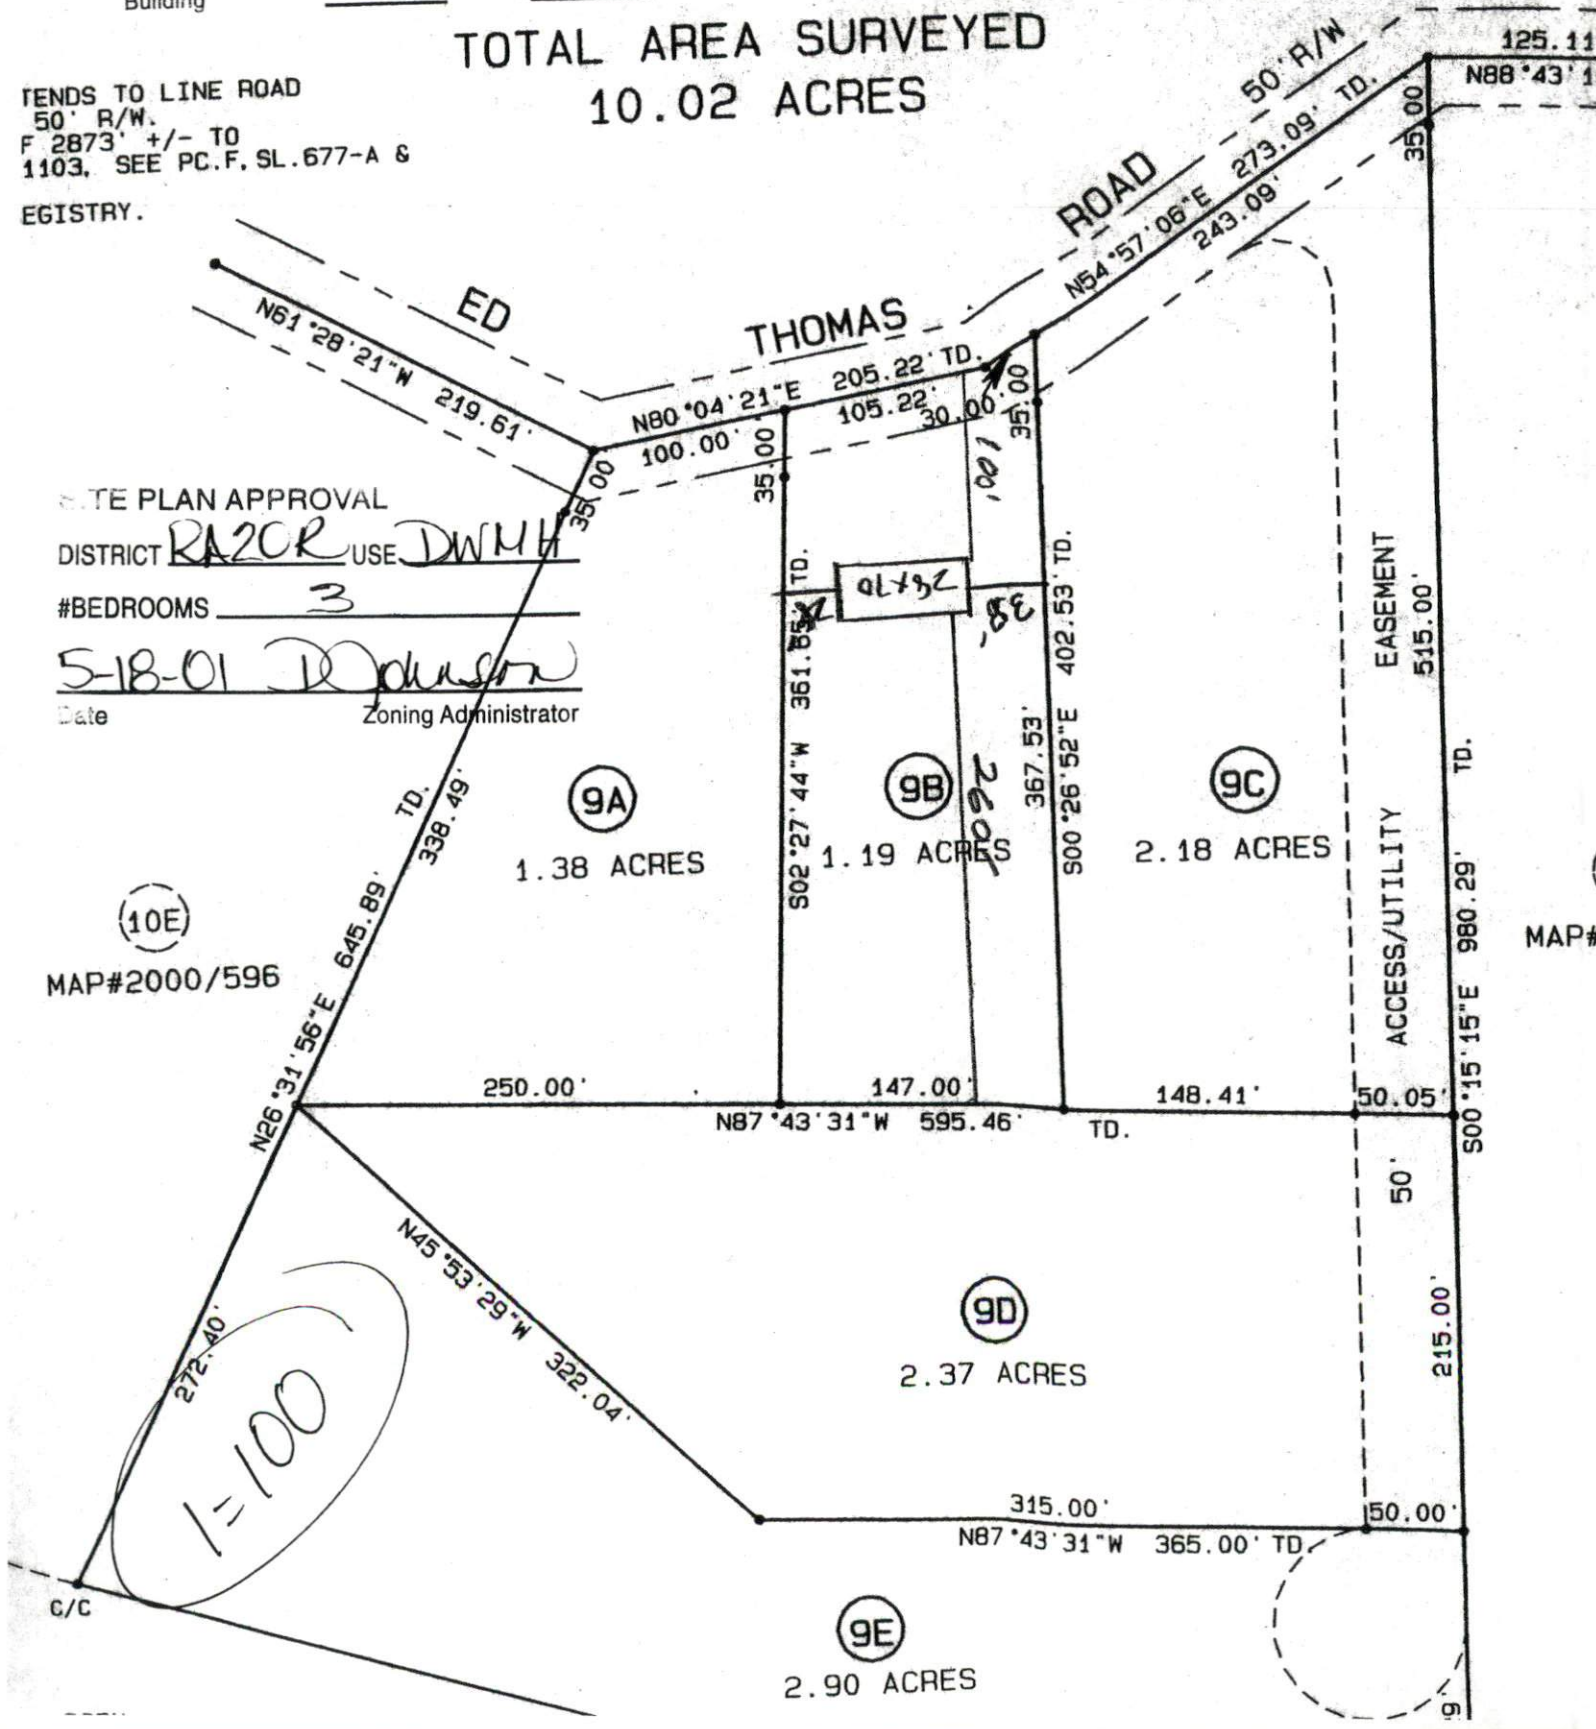 Building
TOTAL AREA SURVEYED
10.02 ACRES
TENDS TO LINE ROAD
50' R/W.
F 2873' +/- TO
1103, SEE PC.F, SL.677-A &
EGISTRY.
50' R/W
125.11
N88°43'1
35.00'
273.09' TD.
N54°57'06"E
243.09'
ROAD
ED
THOMAS
N61°28'21"W 219.61'
N80°04'21"E 205.22' TD.
100.00'
105.22'
30.00'
35.00'
35.00'
35.00
100'
TE PLAN APPROVAL
DISTRICT RA20R USE DWMH
#BEDROOMS 3
5-18-01 D Johnson
Date Zoning Administrator
28x70
38'
S02°27'44"W 361.65' TD.
367.53'
S00°26'52"E 402.53' TD.
EASEMENT
515.00'
260'
9A
1.38 ACRES
9B
1.19 ACRES
9C
2.18 ACRES
N26°31'56"E 645.89' TD.
338.49'
10E
MAP#2000/596
MAP#
50' ACCESS/UTILITY
S00°15'15"E 980.29' TD.
250.00'
147.00'
148.41'
50.05'
N87°43'31"W 595.46' TD.
N45°53'29"W 322.04'
272.40'
215.00'
9D
2.37 ACRES
1=100
315.00'
50.00'
N87°43'31"W 365.00' TD.
C/C
9E
2.90 ACRES